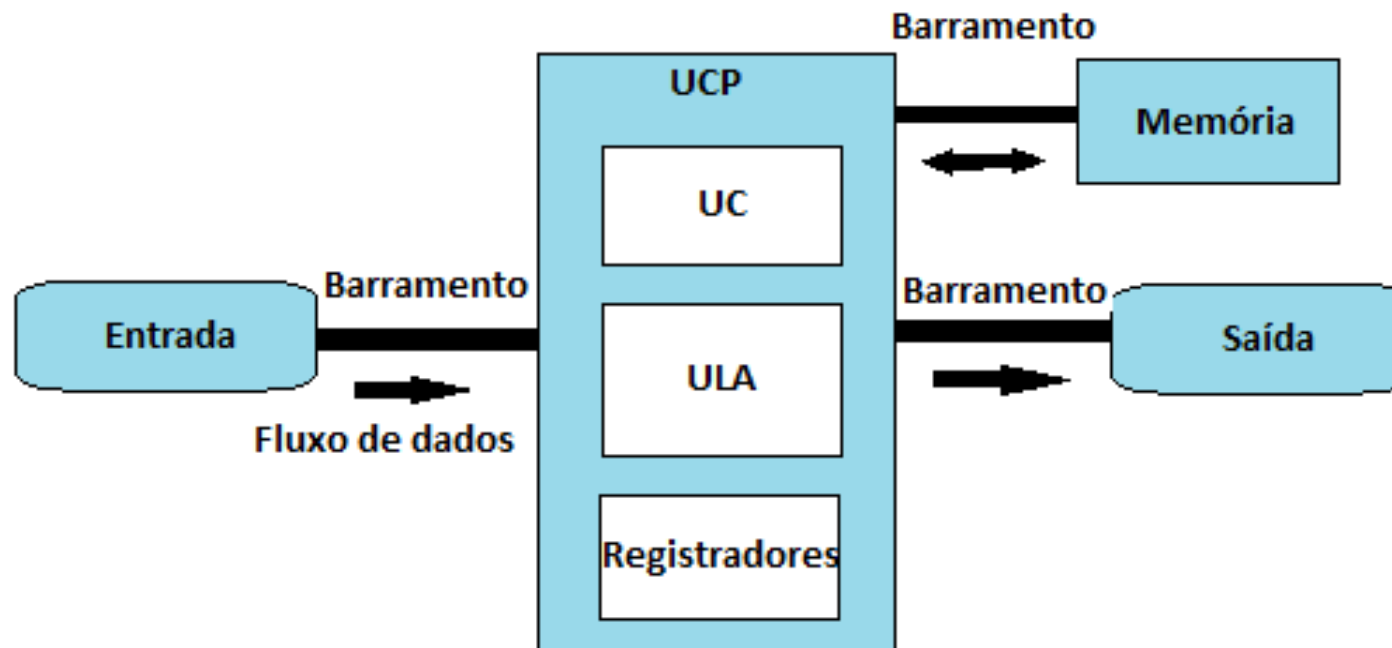 Barramento
UCP
Memória
UC
Barramento
Barramento
Entrada
Saída
ULA
Fluxo de dados
Registradores